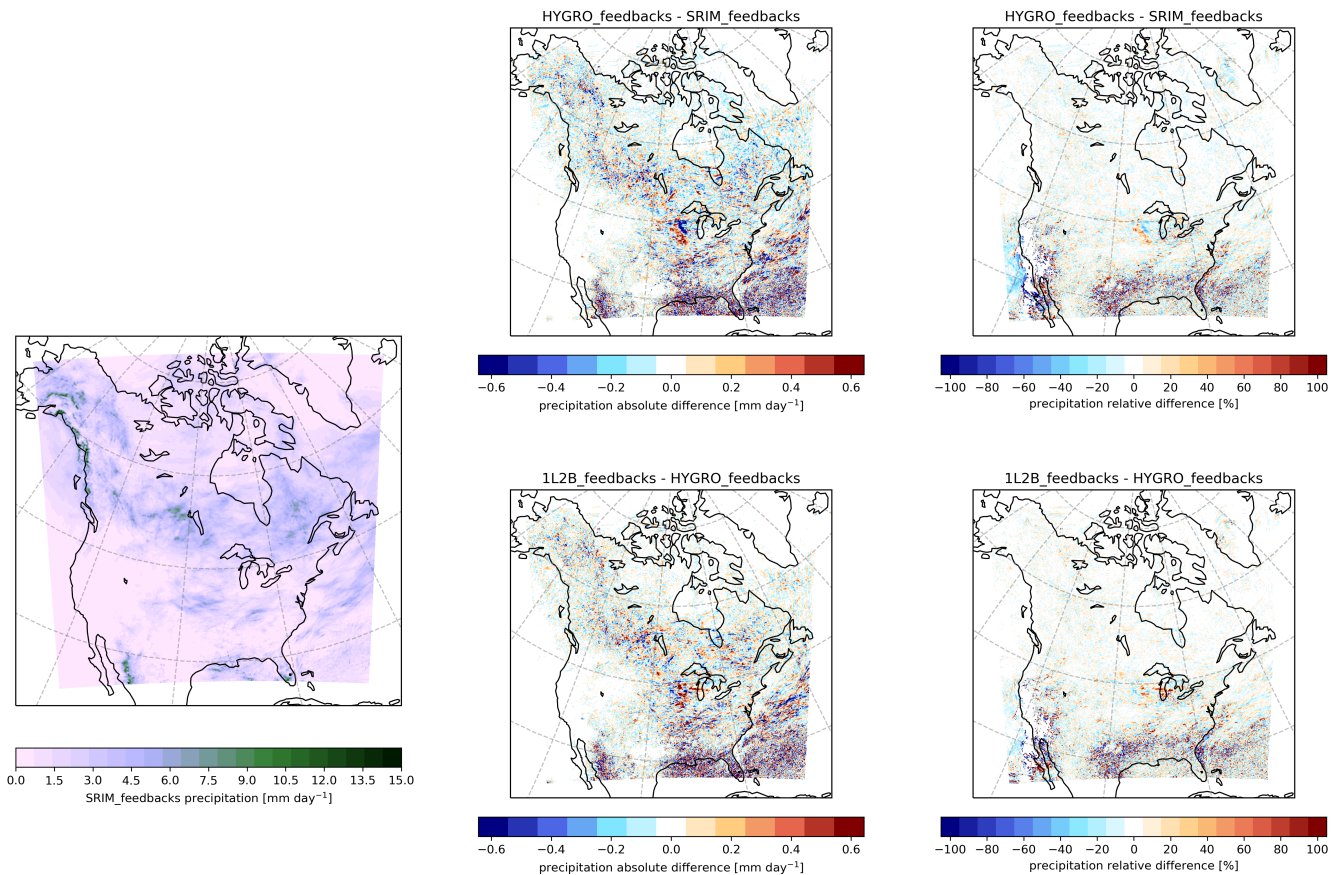 HYGRO_feedbacks - SRIM_feedbacks
HYGRO_feedbacks - SRIM_feedbacks
−0.6 −0.4 −0.2 0.0 0.2 0.4 0.6
precipitation absolute difference [mm day⁻¹]
−100 −80 −60 −40 −20 0 20 40 60 80 100
precipitation relative difference [%]
1L2B_feedbacks - HYGRO_feedbacks
1L2B_feedbacks - HYGRO_feedbacks
0.0 1.5 3.0 4.5 6.0 7.5 9.0 10.5 12.0 13.5 15.0
SRIM_feedbacks precipitation [mm day⁻¹]
−0.6 −0.4 −0.2 0.0 0.2 0.4 0.6
precipitation absolute difference [mm day⁻¹]
−100 −80 −60 −40 −20 0 20 40 60 80 100
precipitation relative difference [%]